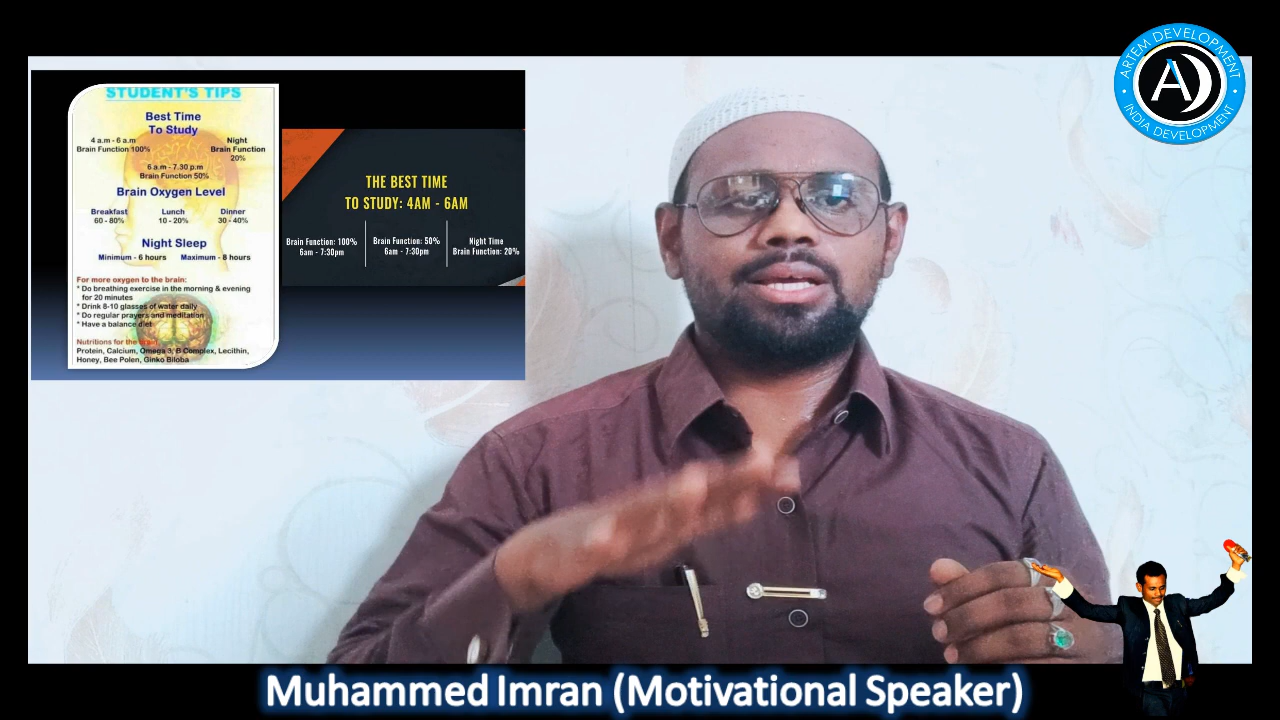 STUDENT'S TIPS
Best Time
To Study
4 a.m - 6 a.m
Brain Function 100%
Night
Brain Function
20%
6 a.m - 7.30 p.m
Brain Function 50%
Brain Oxygen Level
Breakfast Lunch Dinner
60 - 80% 10 - 20% 30 - 40%
Night Sleep
Minimum - 6 hours Maximum - 8 hours
For more oxygen to the brain:
* Do breathing exercise in the morning & evening
for 20 minutes
* Drink 8-10 glasses of water daily
* Do regular prayers and meditation
* Have a balance diet
Nutritions for the brain.
Protein, Calcium, Omega 3, B Complex, Lecithin,
Honey, Bee Polen, Ginko Biloba
THE BEST TIME
TO STUDY: 4AM - 6AM
Brain Function: 100%
6am - 7:30pm
Brain Function: 50%
6am - 7:30pm
Night Time
Brain Function: 20%
ARTEM DEVELOPMENT
INDIA DEVELOPMENT
Muhammed Imran (Motivational Speaker)